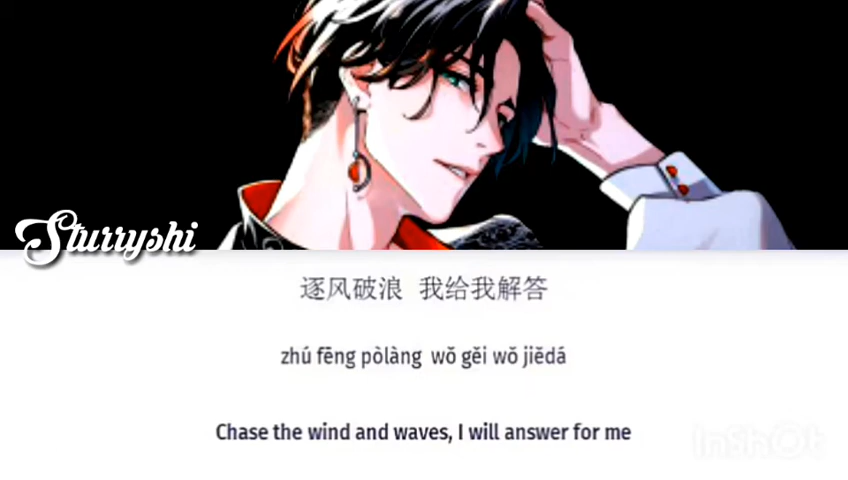 Sturryshi
逐风破浪 我给我解答
zhú fēng pòlàng wǒ gěi wǒ jiědá
Chase the wind and waves, I will answer for me
InShOt